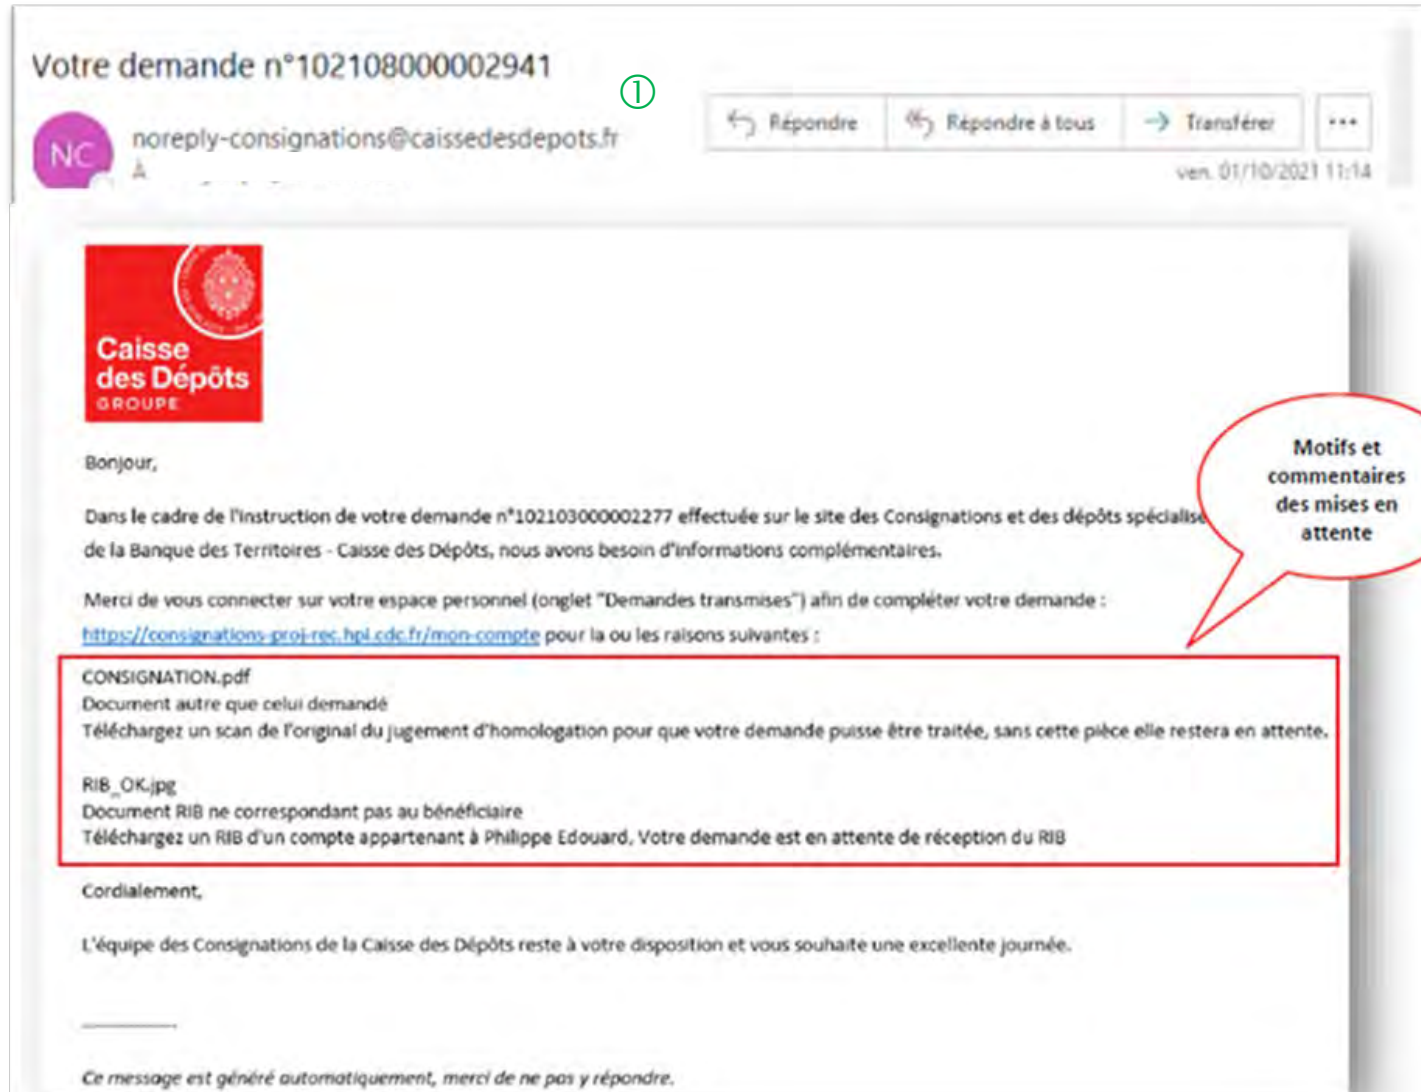 Votre demande n°102108000002941
①
Répondre
Répondre à tous
Transférer
NC
noreply-consignations@caissedesdepots.fr
À
ven. 01/10/2021 11:14
Caisse
des Dépôts
GROUPE
Motifs et
commentaires
des mises en
attente
Bonjour,
Dans le cadre de l'instruction de votre demande n°102103000002277 effectuée sur le site des Consignations et des dépôts spécialisé
de la Banque des Territoires - Caisse des Dépôts, nous avons besoin d'informations complémentaires.
Merci de vous connecter sur votre espace personnel (onglet "Demandes transmises") afin de compléter votre demande :
https://consignations-proj-rec.hpi.cdc.fr/mon-compte pour la ou les raisons suivantes :
CONSIGNATION.pdf
Document autre que celui demandé
Téléchargez un scan de l'original du jugement d'homologation pour que votre demande puisse être traitée, sans cette pièce elle restera en attente.
RIB_OK.jpg
Document RIB ne correspondant pas au bénéficiaire
Téléchargez un RIB d'un compte appartenant à Philippe Edouard, Votre demande est en attente de réception du RIB
Cordialement,
L'équipe des Consignations de la Caisse des Dépôts reste à votre disposition et vous souhaite une excellente journée.
Ce message est généré automatiquement, merci de ne pas y répondre.